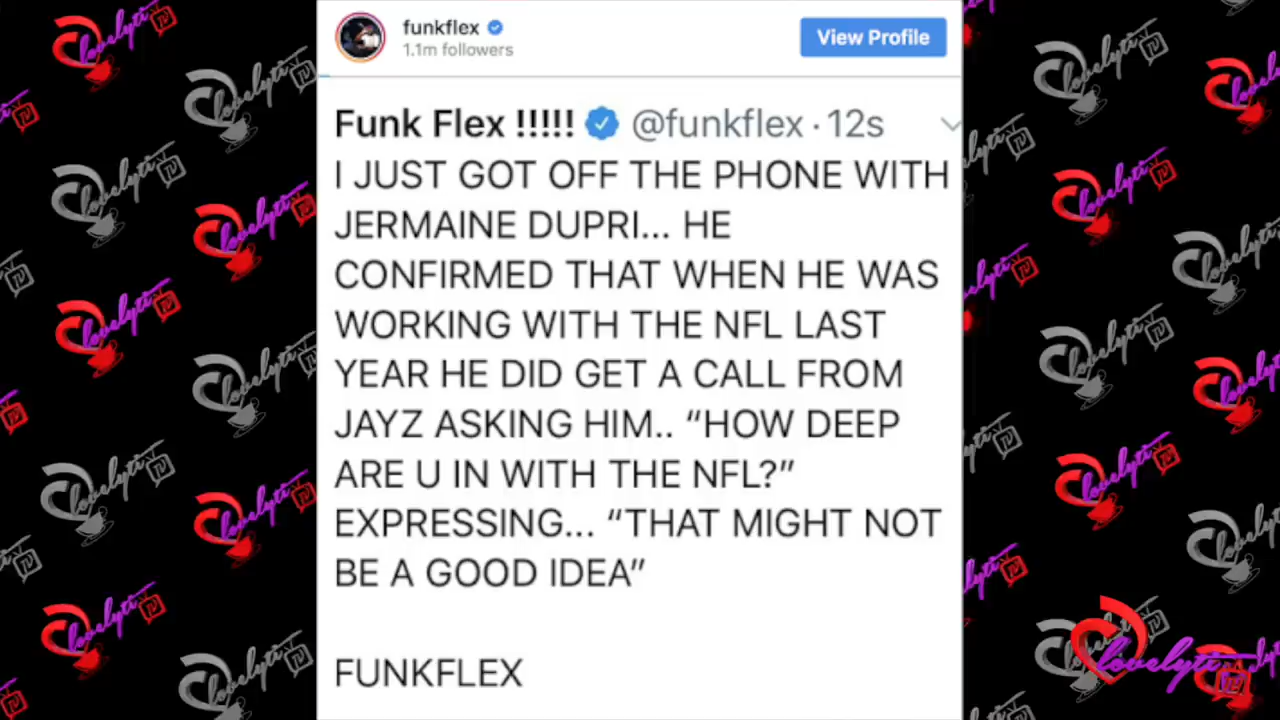 funkflex
1.1m followers
View Profile
Funk Flex !!!!! @funkflex · 12s
I JUST GOT OFF THE PHONE WITH
JERMAINE DUPRI... HE
CONFIRMED THAT WHEN HE WAS
WORKING WITH THE NFL LAST
YEAR HE DID GET A CALL FROM
JAYZ ASKING HIM.. “HOW DEEP
ARE U IN WITH THE NFL?”
EXPRESSING... “THAT MIGHT NOT
BE A GOOD IDEA”
FUNKFLEX